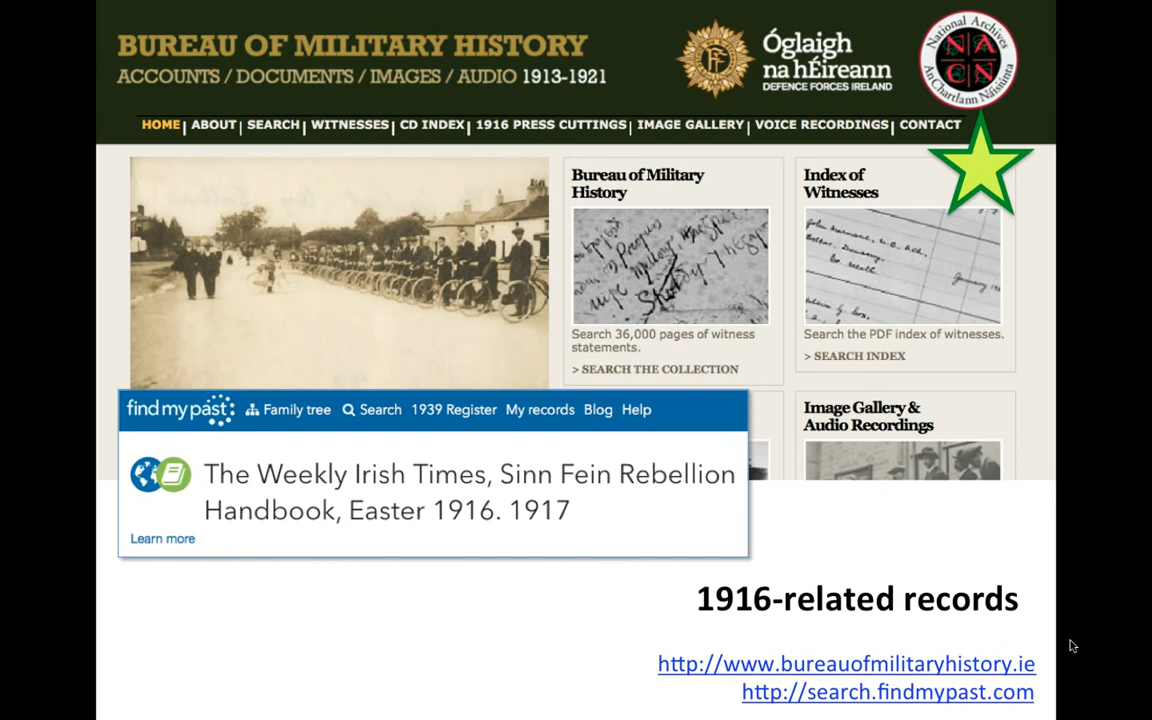 BUREAU OF MILITARY HISTORY
ACCOUNTS / DOCUMENTS / IMAGES / AUDIO 1913-1921
Óglaigh
na hÉireann
DEFENCE FORCES IRELAND
National Archives
NA
CN
An Chartlann Náisiúnta
HOME | ABOUT | SEARCH | WITNESSES | CD INDEX | 1916 PRESS CUTTINGS | IMAGE GALLERY | VOICE RECORDINGS | CONTACT
Bureau of Military
History
Search 36,000 pages of witness
statements.
> SEARCH THE COLLECTION
Index of
Witnesses
Search the PDF index of witnesses.
> SEARCH INDEX
Image Gallery &
Audio Recordings
findmypast Family tree Search 1939 Register My records Blog Help
The Weekly Irish Times, Sinn Fein Rebellion
Handbook, Easter 1916. 1917
Learn more
1916-related records
http://www.bureauofmilitaryhistory.ie
http://search.findmypast.com